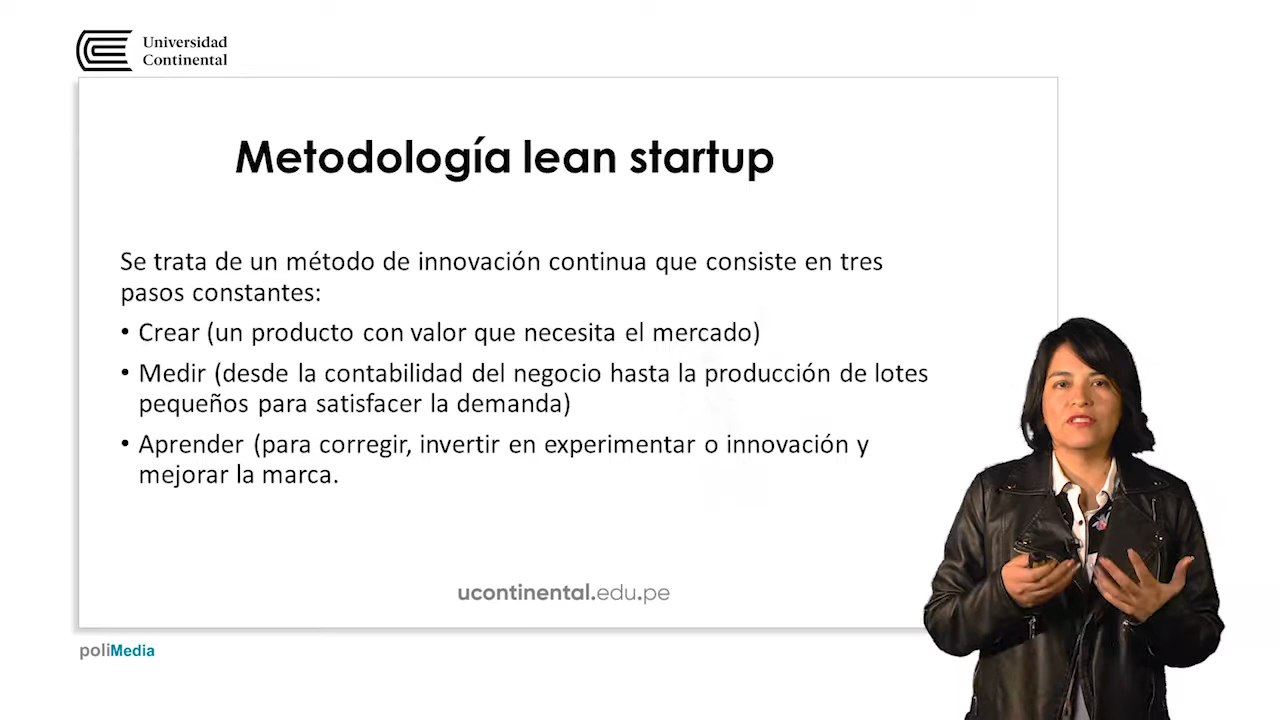 Universidad
Continental
Metodología lean startup
Se trata de un método de innovación continua que consiste en tres
pasos constantes:
• Crear (un producto con valor que necesita el mercado)
• Medir (desde la contabilidad del negocio hasta la producción de lotes
pequeños para satisfacer la demanda)
• Aprender (para corregir, invertir en experimentar o innovación y
mejorar la marca.
ucontinental.edu.pe
poliMedia